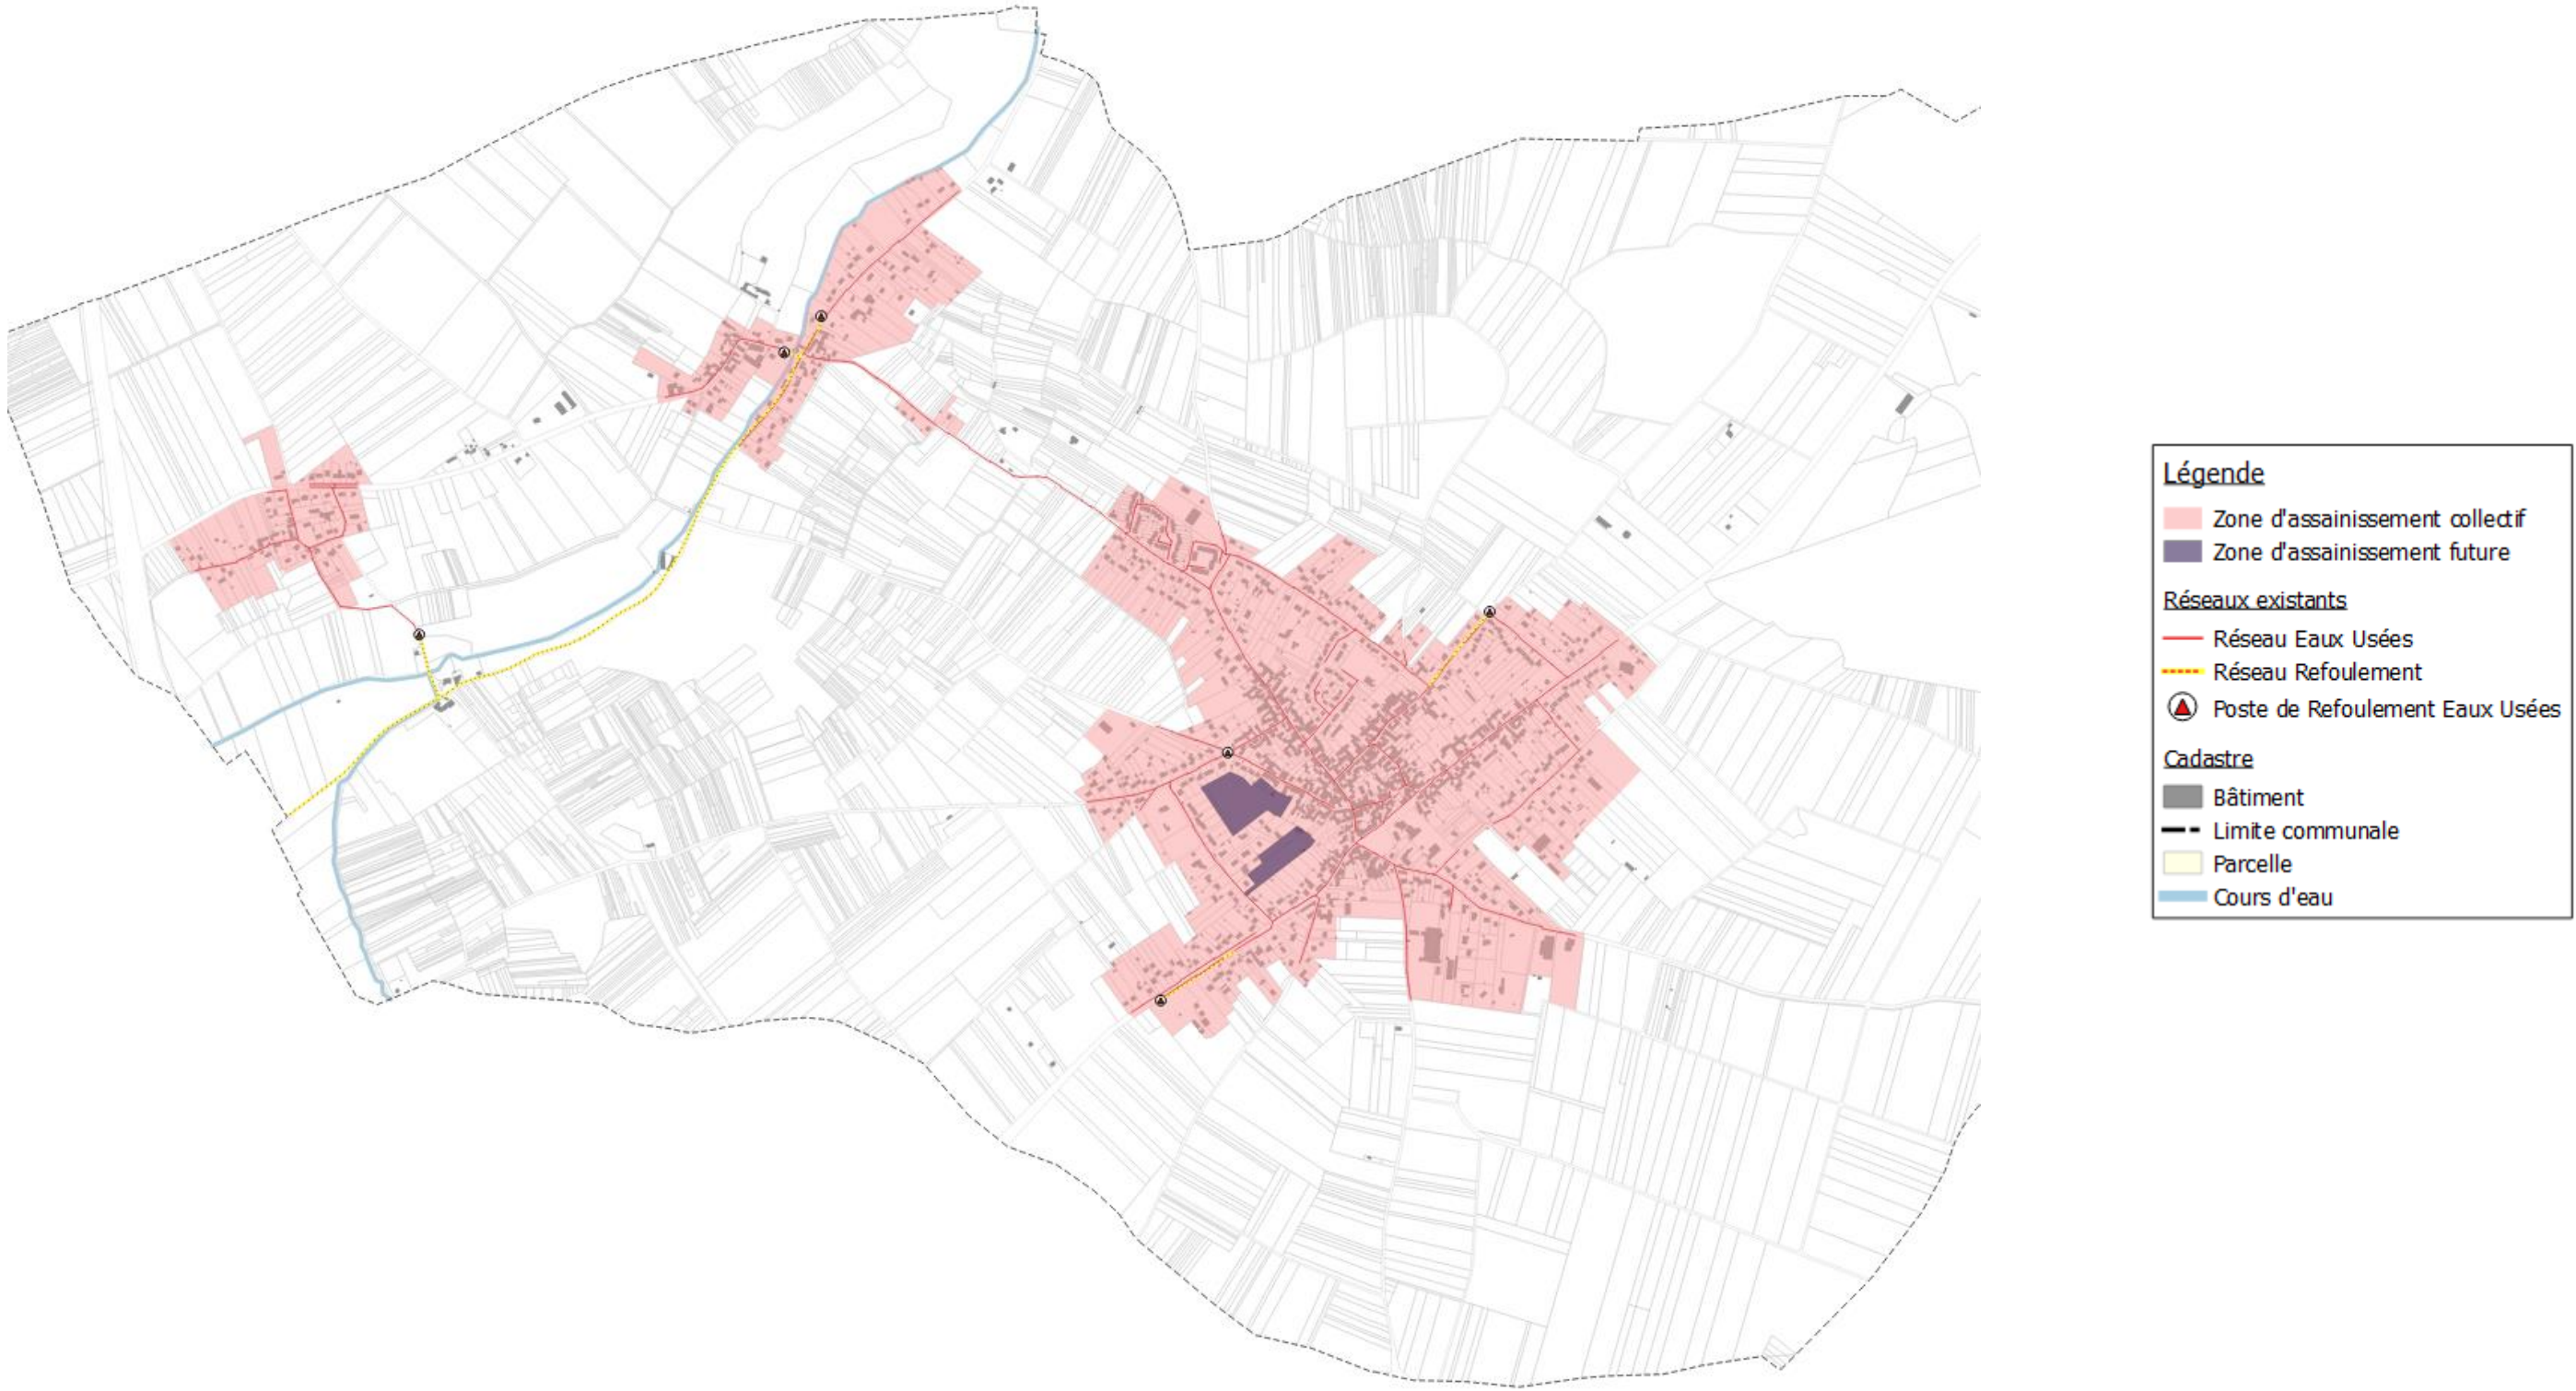 Légende
Zone d'assainissement collectif
Zone d'assainissement future
Réseaux existants
Réseau Eaux Usées
Réseau Refoulement
Poste de Refoulement Eaux Usées
Cadastre
Bâtiment
Limite communale
Parcelle
Cours d'eau